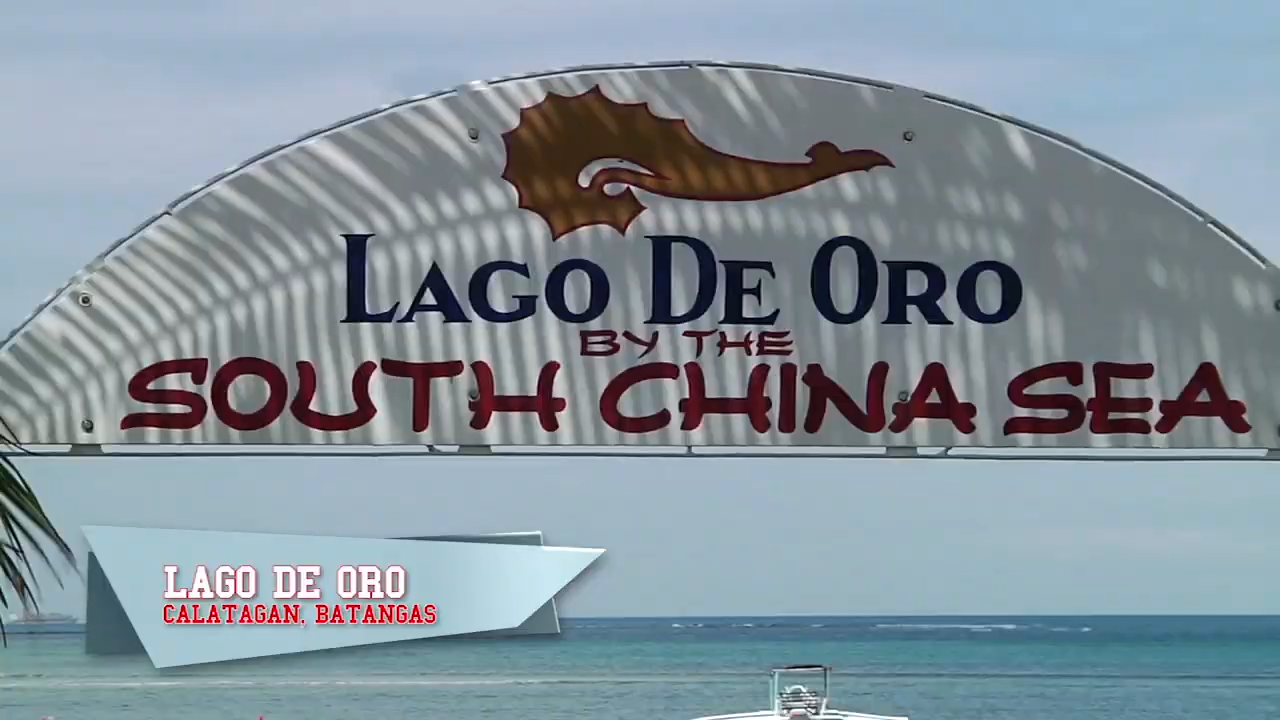 LAGO DE ORO
BY THE
SOUTH CHINA SEA
LAGO DE ORO
CALATAGAN, BATANGAS